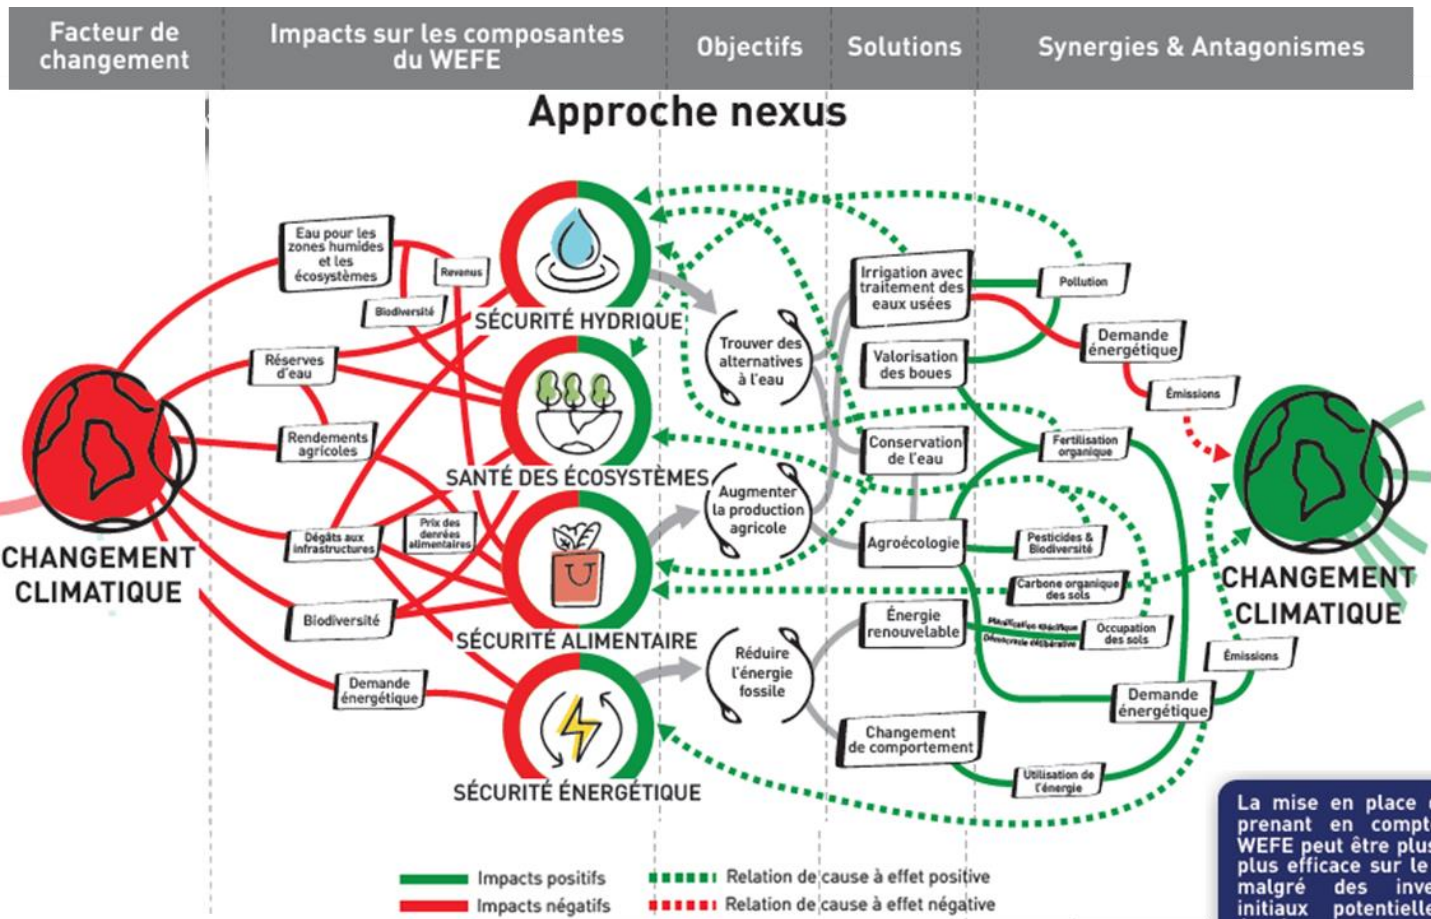 Facteur de
changement
Impacts sur les composantes
du WEFE
Objectifs
Solutions
Synergies & Antagonismes
Approche nexus
Eau pour les
zones humides
et les
écosystèmes
Revenus
Biodiversité
Réserves
d'eau
Rendements
agricoles
Dégâts aux
infrastructures
Prix des
denrées
alimentaires
Biodiversité
Demande
énergétique
CHANGEMENT
CLIMATIQUE
SÉCURITÉ HYDRIQUE
SANTÉ DES ÉCOSYSTÈMES
SÉCURITÉ ALIMENTAIRE
SÉCURITÉ ÉNERGÉTIQUE
Trouver des
alternatives
à l'eau
Augmenter
la production
agricole
Réduire
l'énergie
fossile
Irrigation avec
traitement des
eaux usées
Valorisation
des boues
Conservation
de l'eau
Agroécologie
Énergie
renouvelable
Changement
de comportement
Pollution
Demande
énergétique
Émissions
Fertilisation
organique
Pesticides &
Biodiversité
Carbone organique
des sols
Planification spécifique
Démocratie délibérative
Occupation
des sols
Émissions
Demande
énergétique
Utilisation de
l'énergie
CHANGEMENT
CLIMATIQUE
Impacts positifs
Impacts négatifs
Relation de cause à effet positive
Relation de cause à effet négative
La mise en place
prenant en compt
WEFE peut être plus
plus efficace sur le
malgré des inve
initiaux potentielle